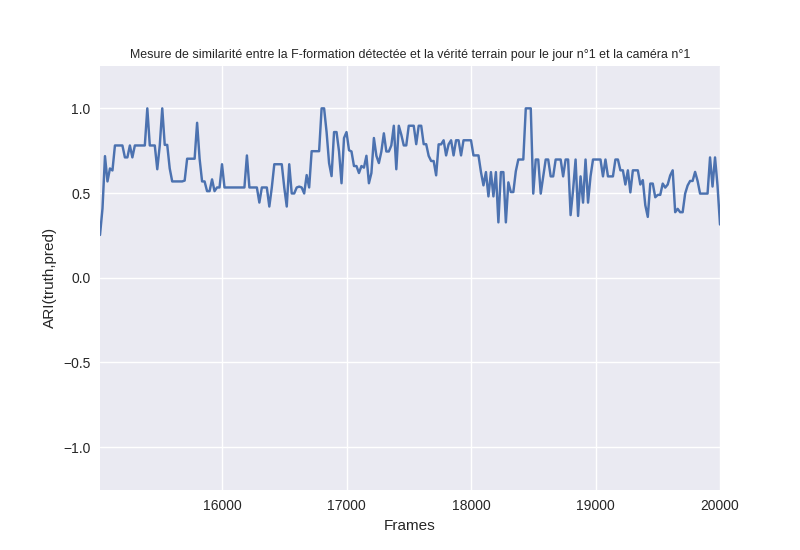 Mesure de similarité entre la F-formation détectée et la vérité terrain pour le jour n°1 et la caméra n°1
1.0
0.5
0.0
−0.5
−1.0
ARI(truth,pred)
16000 17000 18000 19000 20000
Frames